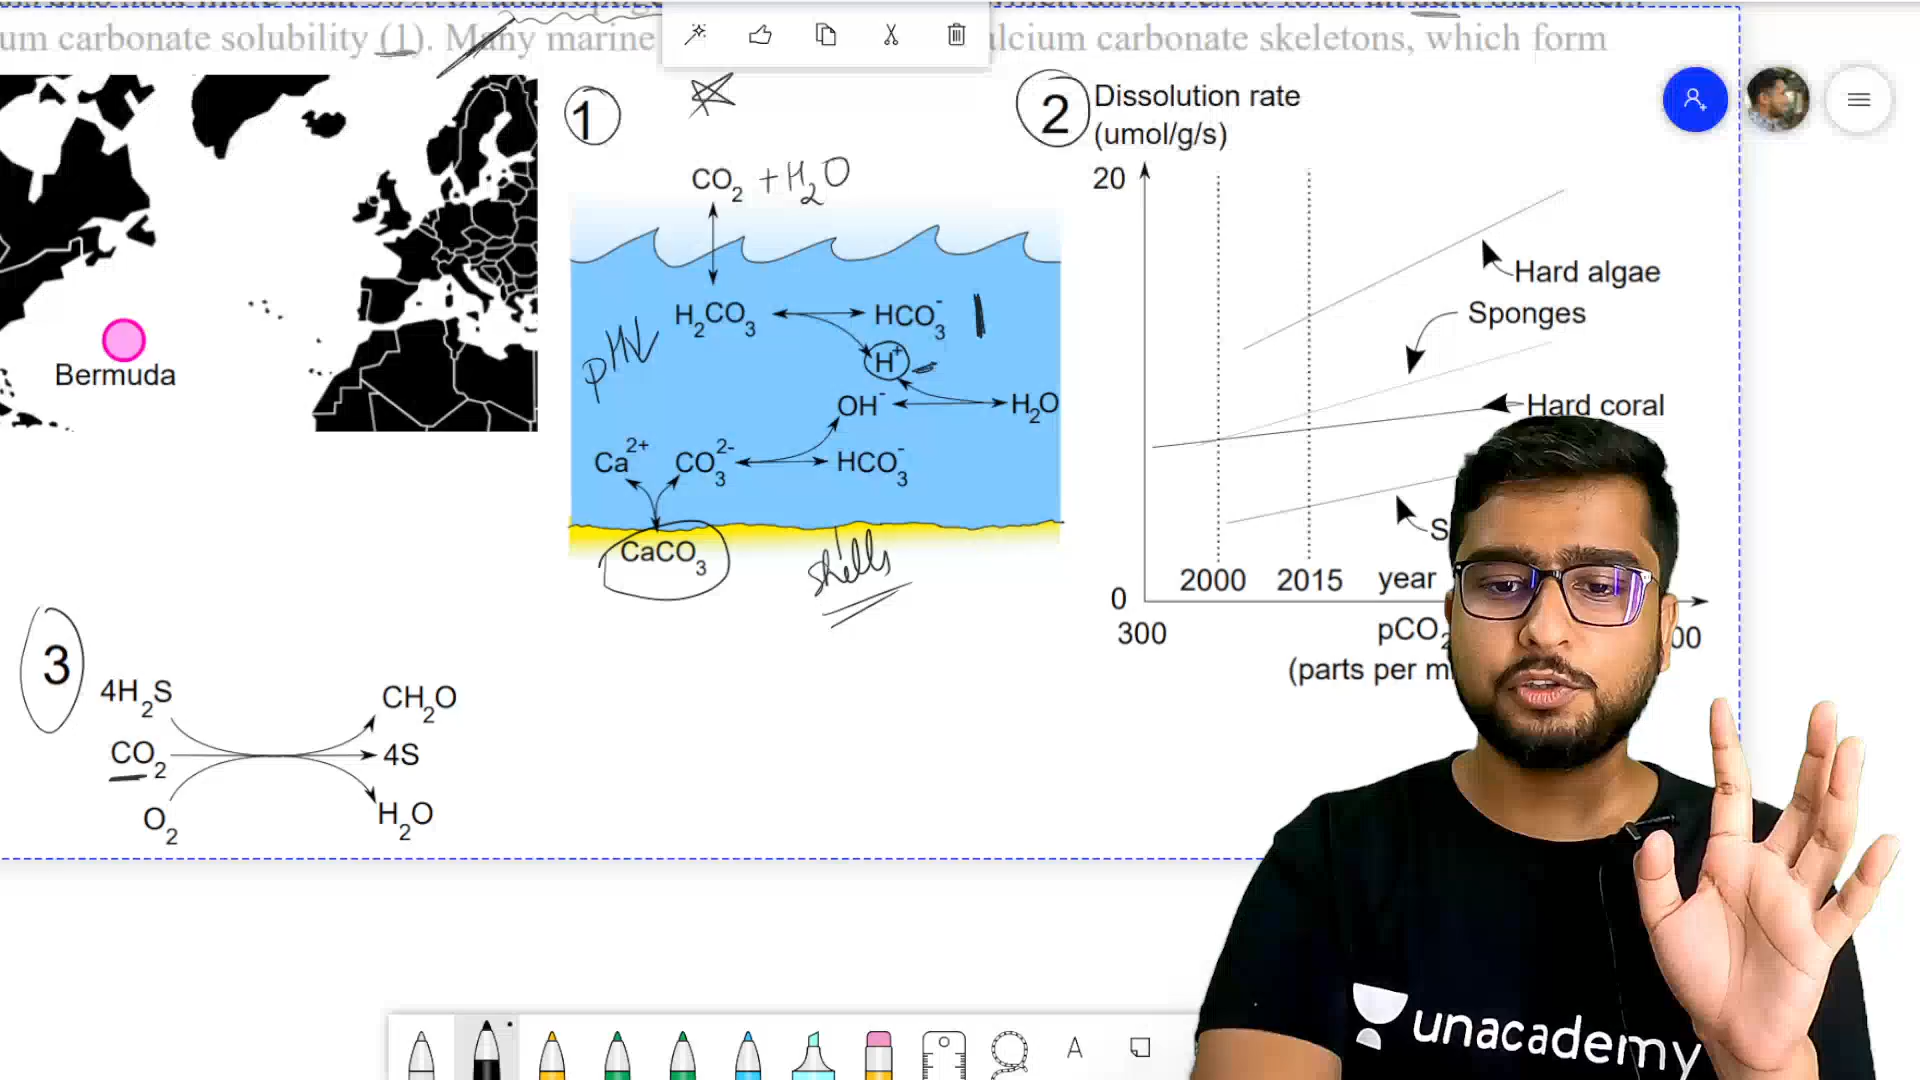 um carbonate solubility (1). Many marine
lcium carbonate skeletons, which form
Bermuda
1
CO2 + H2O
H2CO3
HCO3-
pH↓
H+
OH-
H2O
Ca2+
CO32-
HCO3-
CaCO3
shells
2
Dissolution rate
(umol/g/s)
20
Hard algae
Sponges
Hard coral
S
2000
2015
year
0
300
pCO2
00
(parts per m
3
4H2S
CO2
O2
CH2O
4S
H2O
A
unacademy